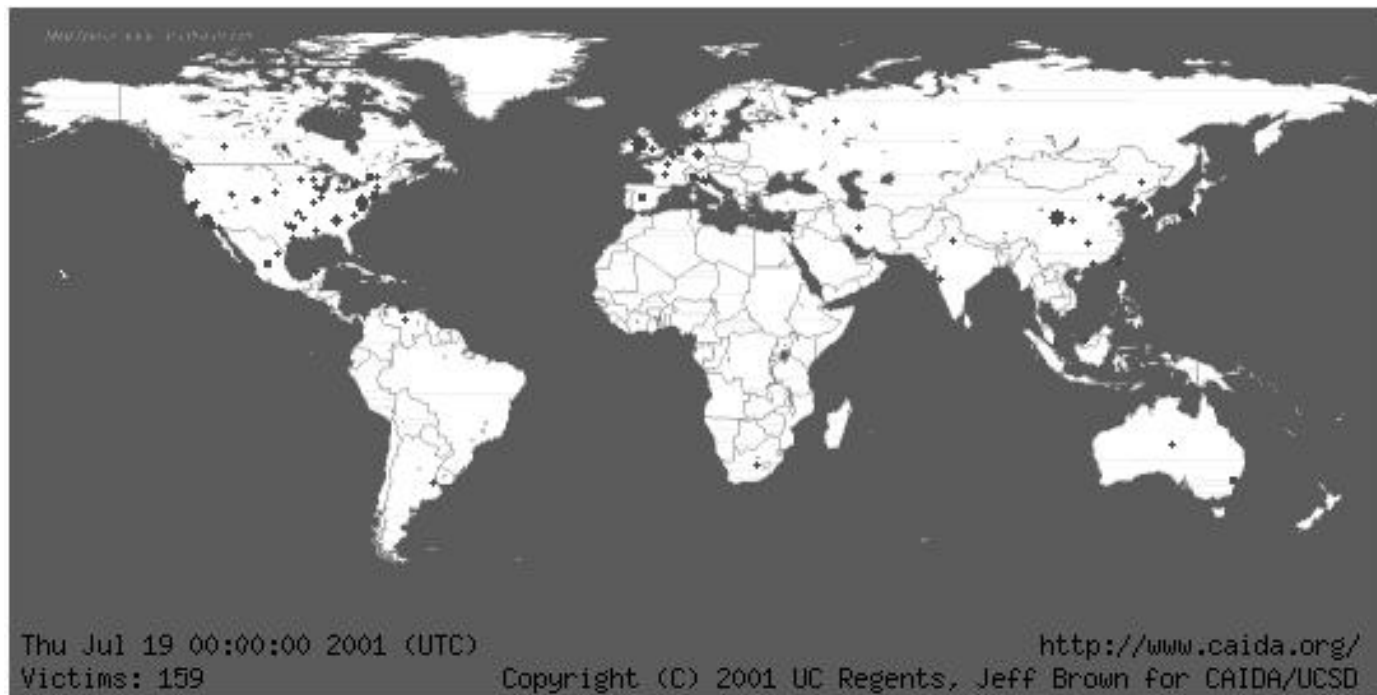 Thu Jul 19 00:00:00 2001 (UTC)
http://www.caida.org/
Victims: 159
Copyright (C) 2001 UC Regents, Jeff Brown for CAIDA/UCSD